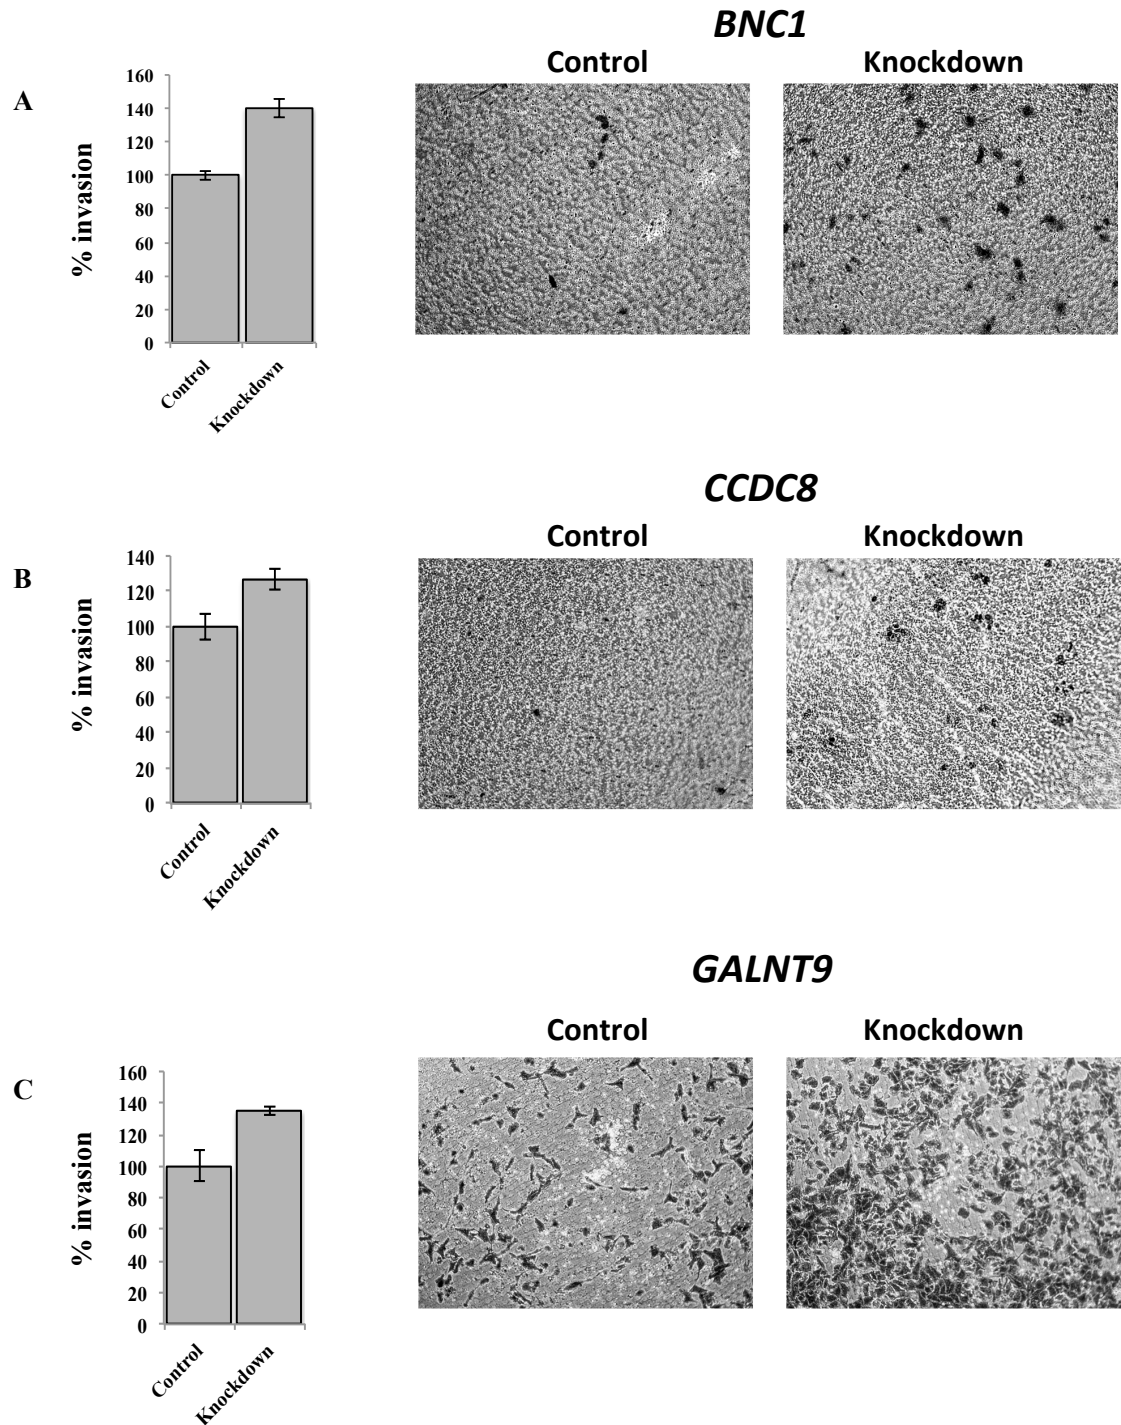 BNC1
Control Knockdown
A
160
140
120
100
80
60
40
20
0
% invasion
Control
Knockdown
CCDC8
Control Knockdown
B
140
120
100
80
60
40
20
0
% invasion
Control
Knockdown
GALNT9
Control Knockdown
C
160
140
120
100
80
60
40
20
0
% invasion
Control
Knockdown